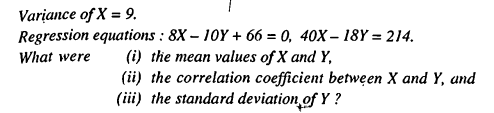 Variance of X = 9.
Regression equations : 8X – 10Y + 66 = 0, 40X – 18Y = 214.
What were (i) the mean values of X and Y,
(ii) the correlation coefficient between X and Y, and
(iii) the standard deviation of Y ?